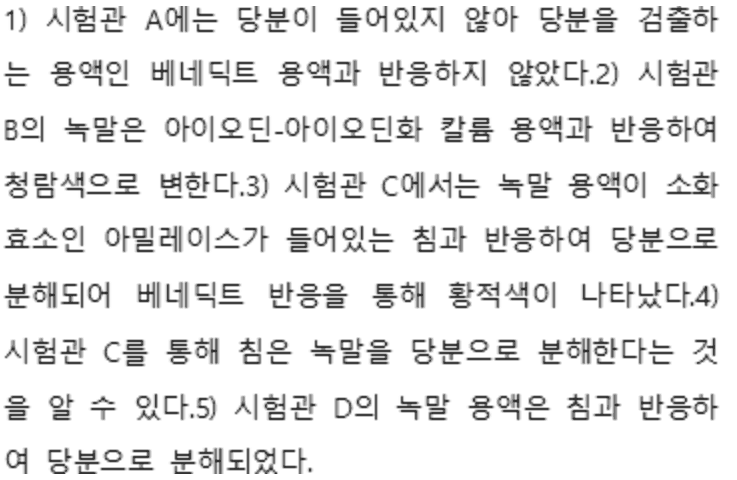 1) 시험관 A에는 당분이 들어있지 않아 당분을 검출하
는 용액인 베네딕트 용액과 반응하지 않았다.2) 시험관
B의 녹말은 아이오딘-아이오딘화 칼륨 용액과 반응하여
청람색으로 변한다.3) 시험관 C에서는 녹말 용액이 소화
효소인 아밀레이스가 들어있는 침과 반응하여 당분으로
분해되어 베네딕트 반응을 통해 황적색이 나타났다.4)
시험관 C를 통해 침은 녹말을 당분으로 분해한다는 것
을 알 수 있다.5) 시험관 D의 녹말 용액은 침과 반응하
여 당분으로 분해되었다.